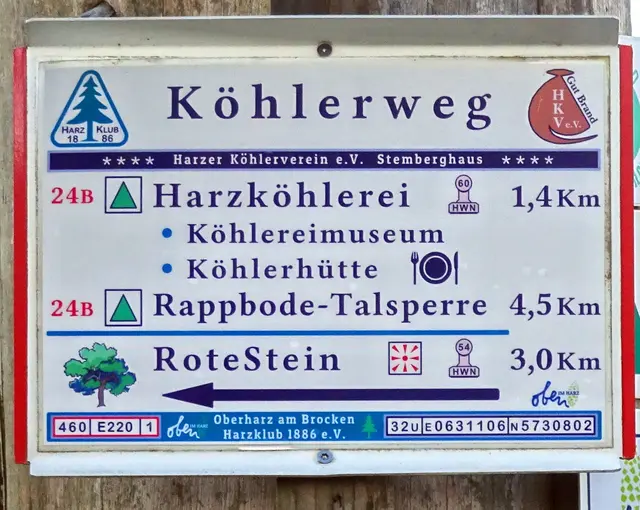 HARZ KLUB
18 86
Köhlerweg
Gut Brand
HKV e.V.
**** Harzer Köhlerverein e.V. Stemberghaus ****
24B Harzköhlerei 60 HWN 1,4 Km
• Köhlereimuseum
• Köhlerhütte
24B Rappbode-Talsperre 4,5 Km
RoteStein 54 HWN 3,0 Km
oben IM HARZ
460 E220 1
oben IM HARZ
Oberharz am Brocken
Harzklub 1886 e.V.
32U E0631106 N5730802